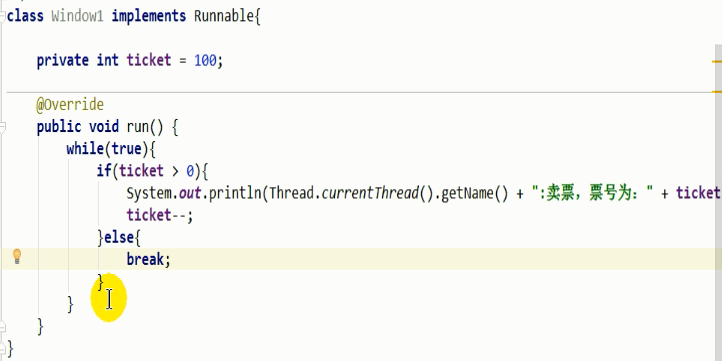 class Window1 implements Runnable{
private int ticket = 100;
@Override
public void run() {
while(true){
if(ticket > 0){
System.out.println(Thread.currentThread().getName() + ":卖票，票号为：" + ticket
ticket--;
}else{
break;
}
}
}
}